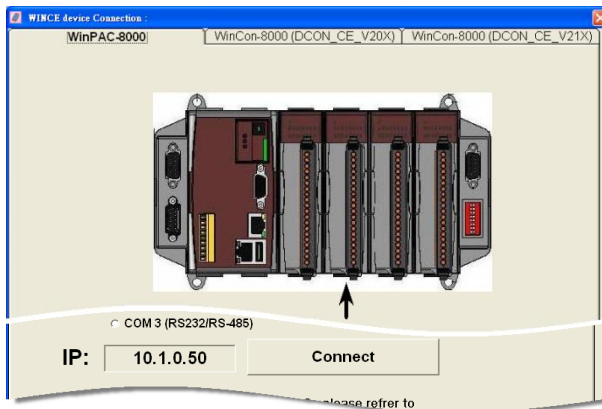 WINCE device Connection :
WinPAC-8000
WinCon-8000 (DCON_CE_V20X)
WinCon-8000 (DCON_CE_V21X)
COM 3 (RS232/RS-485)
IP:
10.1.0.50
Connect
please refrer to